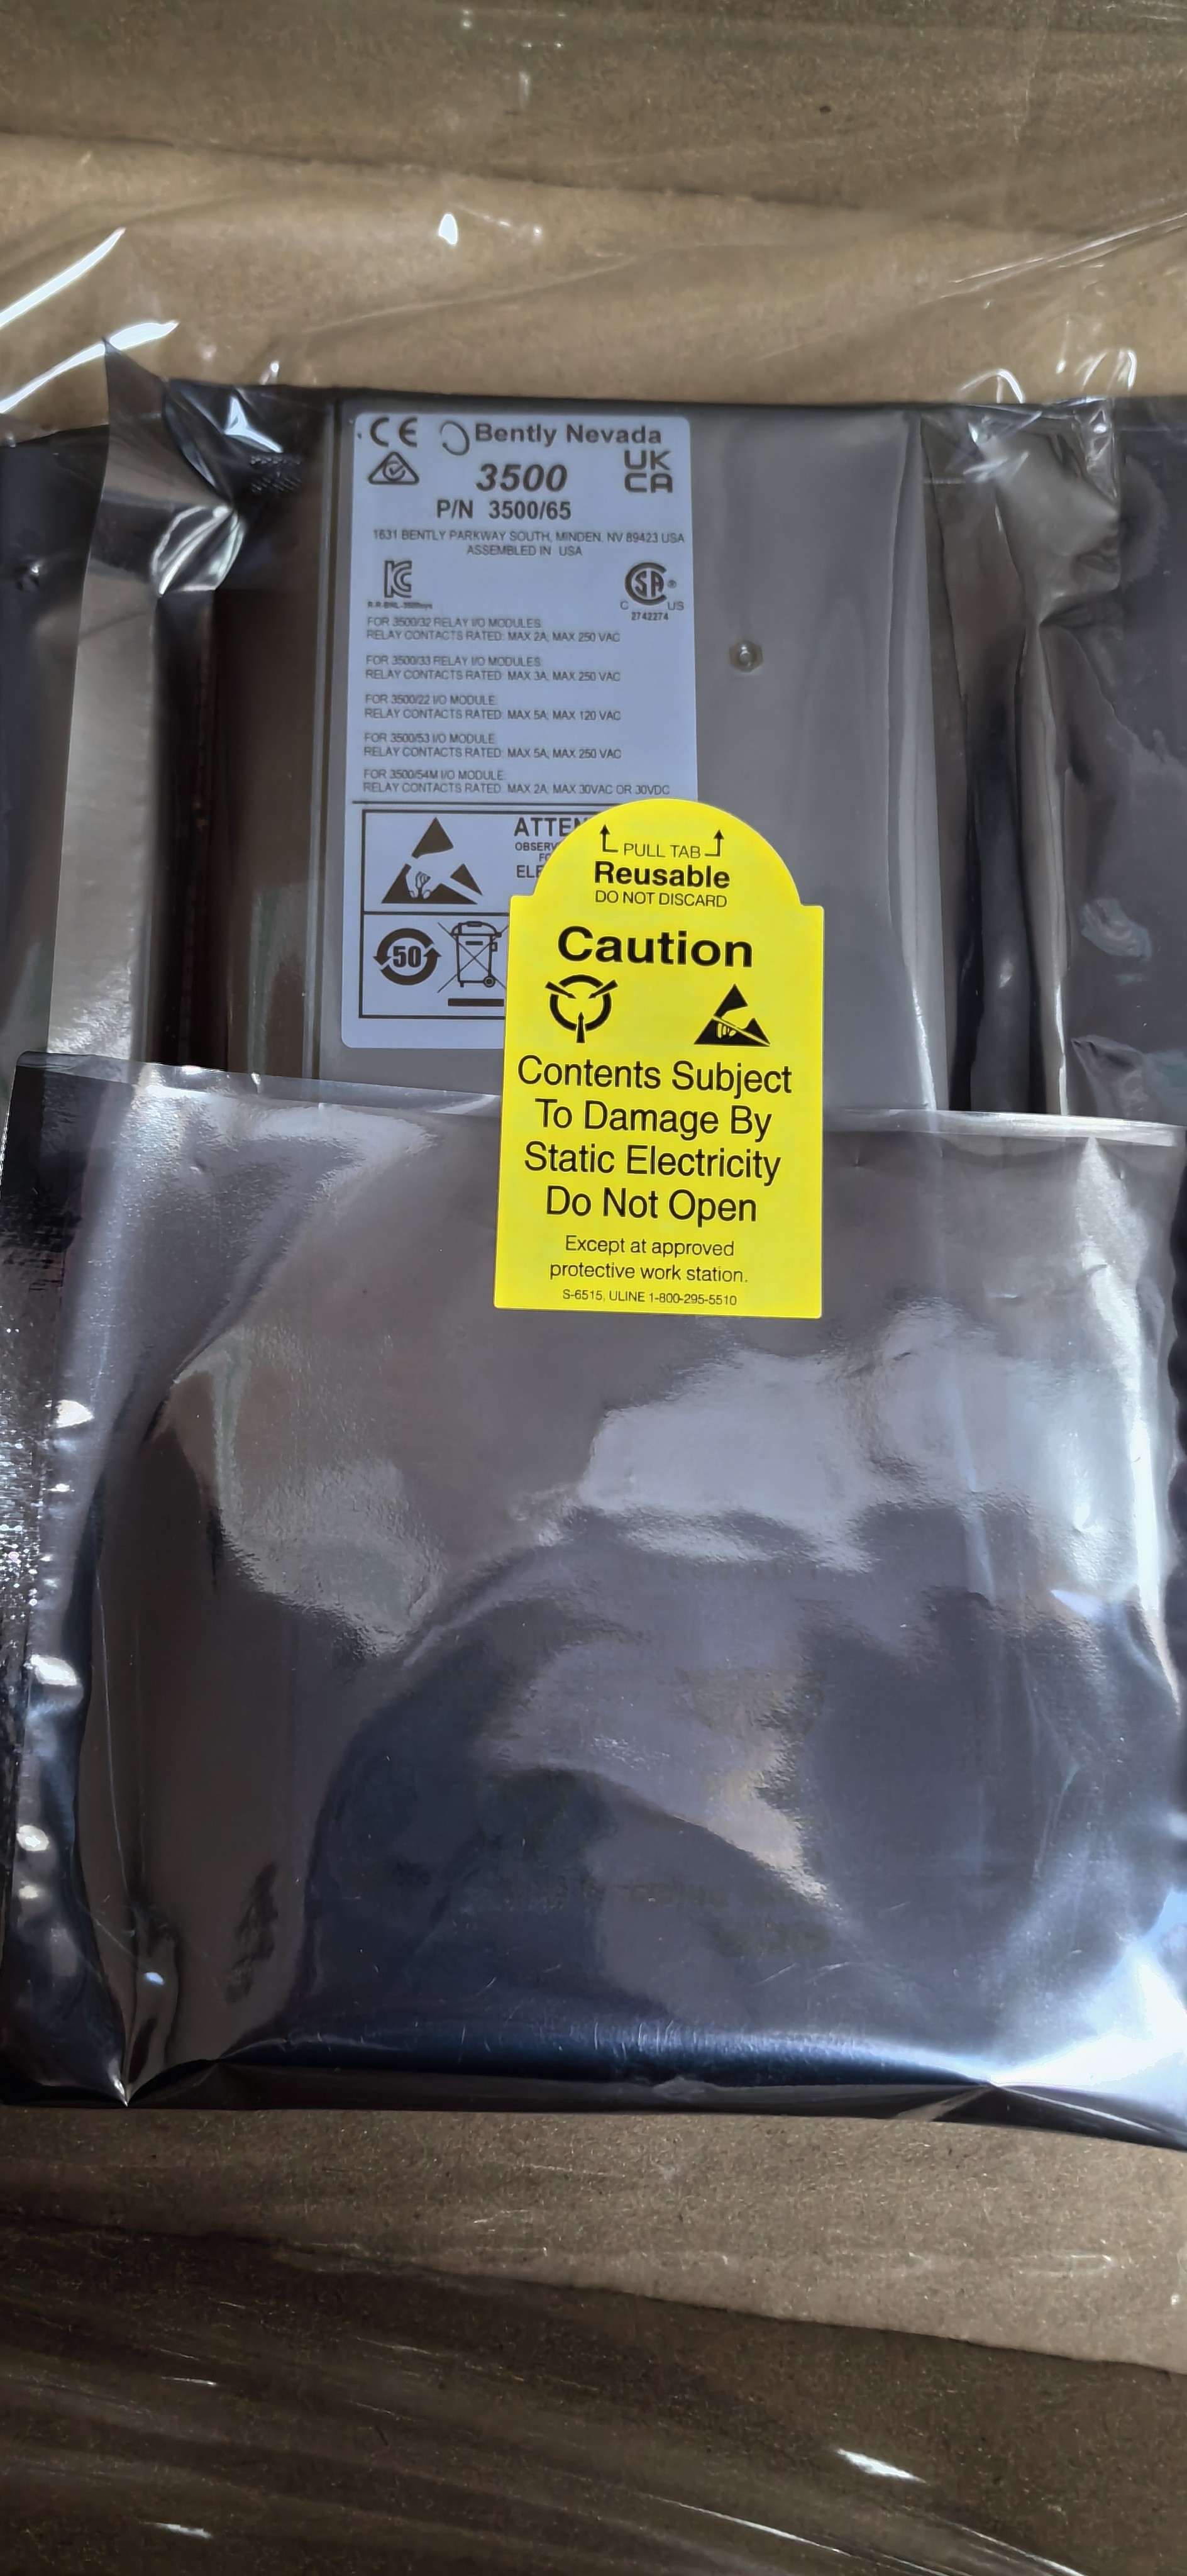 CE Bently Nevada
3500
UK
CA
P/N 3500/65
1631 BENTLY PARKWAY SOUTH, MINDEN, NV 89423 USA
ASSEMBLED IN USA
SA ®
C US
2742274
FOR 3500/32 RELAY I/O MODULES:
RELAY CONTACTS RATED: MAX 2A, MAX 250 VAC
FOR 3500/33 RELAY I/O MODULES:
RELAY CONTACTS RATED: MAX 3A, MAX 250 VAC
FOR 3500/22 I/O MODULE:
RELAY CONTACTS RATED: MAX 5A, MAX 120 VAC
FOR 3500/53 I/O MODULE:
RELAY CONTACTS RATED: MAX 5A, MAX 250 VAC
FOR 3500/54M I/O MODULE:
RELAY CONTACTS RATED: MAX 2A, MAX 30VAC OR 30VDC
50
PULL TAB
Reusable
DO NOT DISCARD
Caution
Contents Subject
To Damage By
Static Electricity
Do Not Open
Except at approved
protective work station.
S-6515, ULINE 1-800-295-5510